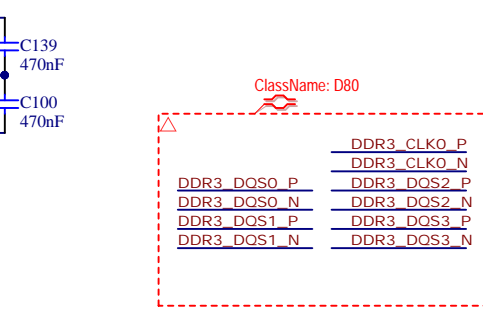 C139
470nF
C100
470nF
ClassName: D80
DDR3_CLK0_P
DDR3_CLK0_N
DDR3_DQS0_P DDR3_DQS2_P
DDR3_DQS0_N DDR3_DQS2_N
DDR3_DQS1_P DDR3_DQS3_P
DDR3_DQS1_N DDR3_DQS3_N